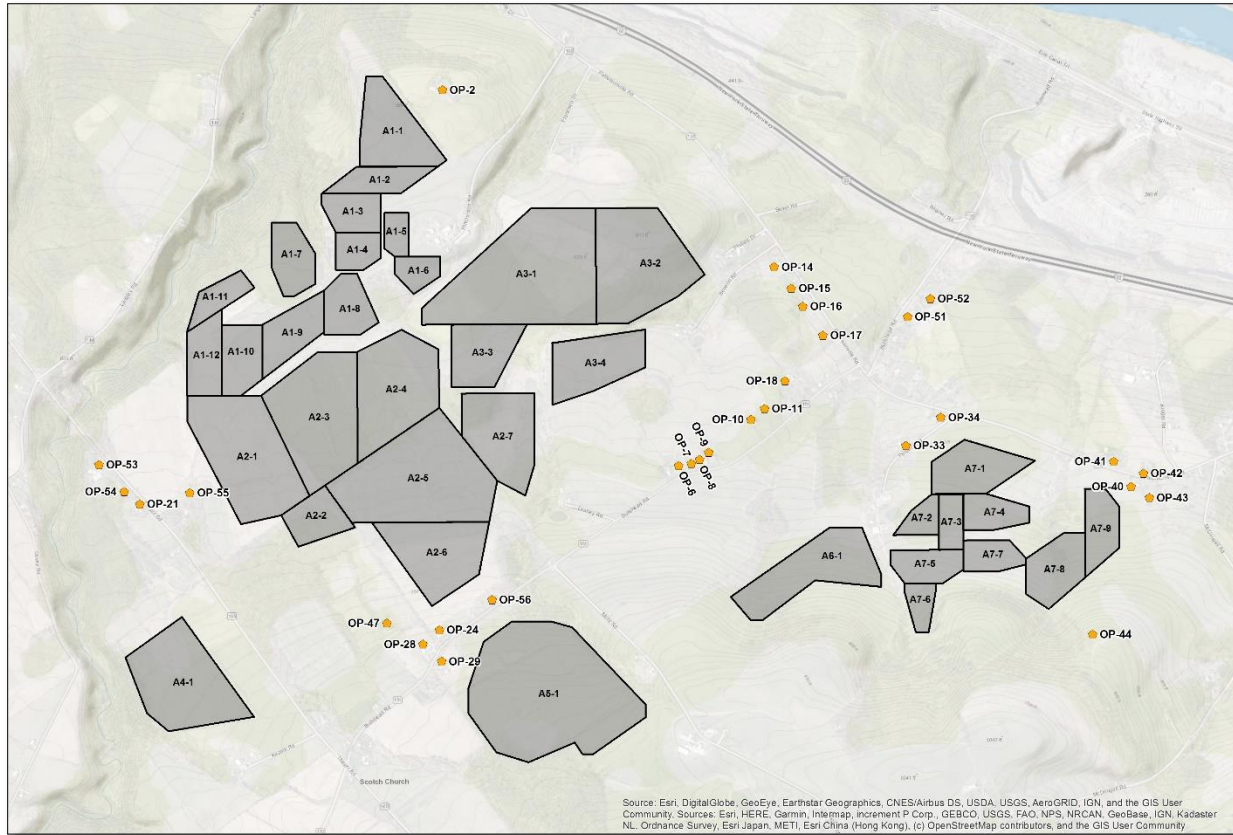 OP-2
A1-1
A1-2
A1-3
A1-5
A1-4
A1-7
A1-6
A1-11
A1-8
A1-9
A1-12
A1-10
A3-1
A3-2
A3-3
A3-4
OP-14
OP-15
OP-16
OP-17
OP-52
OP-51
OP-18
OP-11
OP-10
OP-9
OP-7
OP-8
OP-6
OP-34
OP-33
OP-41
OP-42
OP-40
OP-43
A2-4
A2-3
A2-7
A2-1
A2-5
A2-2
A2-6
OP-53
OP-54
OP-21
OP-55
A7-1
A7-2
A7-3
A7-4
A7-9
A7-5
A7-7
A7-8
A7-6
A6-1
OP-44
OP-56
OP-47
OP-24
OP-28
OP-29
A4-1
A5-1
Scotch Church
Source: Esri, DigitalGlobe, GeoEye, Earthstar Geographics, CNES/Airbus DS, USDA, USGS, AeroGRID, IGN, and the GIS User
Community, Sources: Esri, HERE, Garmin, Intermap, increment P Corp., GEBCO, USGS, FAO, NPS, NRCAN, GeoBase, IGN, Kadaster
NL, Ordnance Survey, Esri Japan, METI, Esri China (Hong Kong), (c) OpenStreetMap contributors, and the GIS User Community